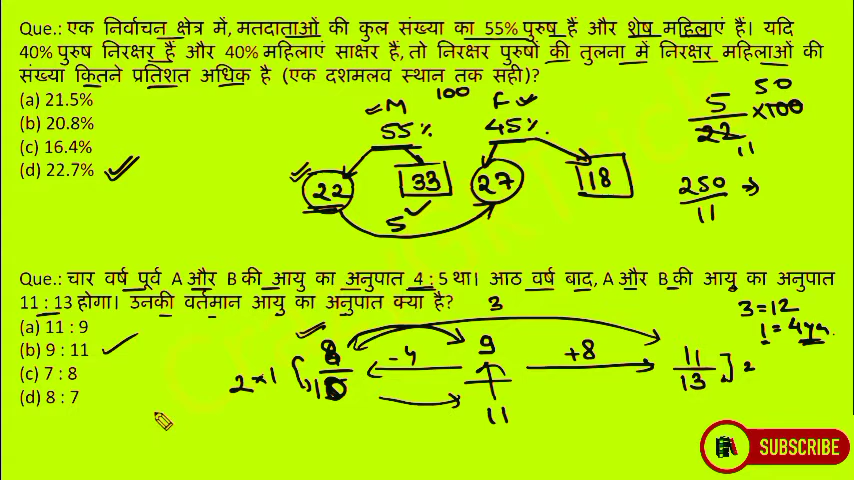 Que.: एक निर्वाचन क्षेत्र में, मतदाताओं की कुल संख्या का 55% पुरुष हैं और शेष महिलाएं हैं। यदि
40% पुरुष निरक्षर हैं और 40% महिलाएं साक्षर हैं, तो निरक्षर पुरुषों की तुलना में निरक्षर महिलाओं की
संख्या कितने प्रतिशत अधिक है (एक दशमलव स्थान तक सही)?
(a) 21.5%
(b) 20.8%
(c) 16.4%
(d) 22.7%
M 100 F
55% 45%
22 33 27 18
5
50
5/22 ×100
11
250/11
Que.: चार वर्ष पूर्व A और B की आयु का अनुपात 4 : 5 था। आठ वर्ष बाद, A और B की आयु का अनुपात
11 : 13 होगा। उनकी वर्तमान आयु का अनुपात क्या है?
(a) 11 : 9
(b) 9 : 11
(c) 7 : 8
(d) 8 : 7
3
3=12
1=4
8 -4 9 +8 11
2×1 10 13 2
11
SUBSCRIBE